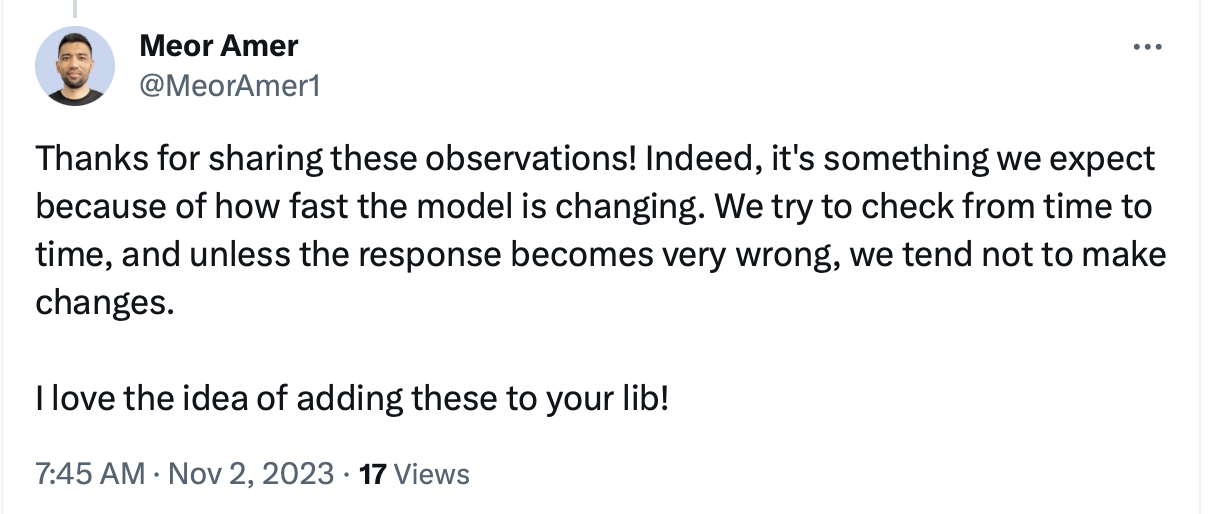 Meor Amer
@MeorAmer1
Thanks for sharing these observations! Indeed, it's something we expect
because of how fast the model is changing. We try to check from time to
time, and unless the response becomes very wrong, we tend not to make
changes.
I love the idea of adding these to your lib!
7:45 AM · Nov 2, 2023 · 17 Views